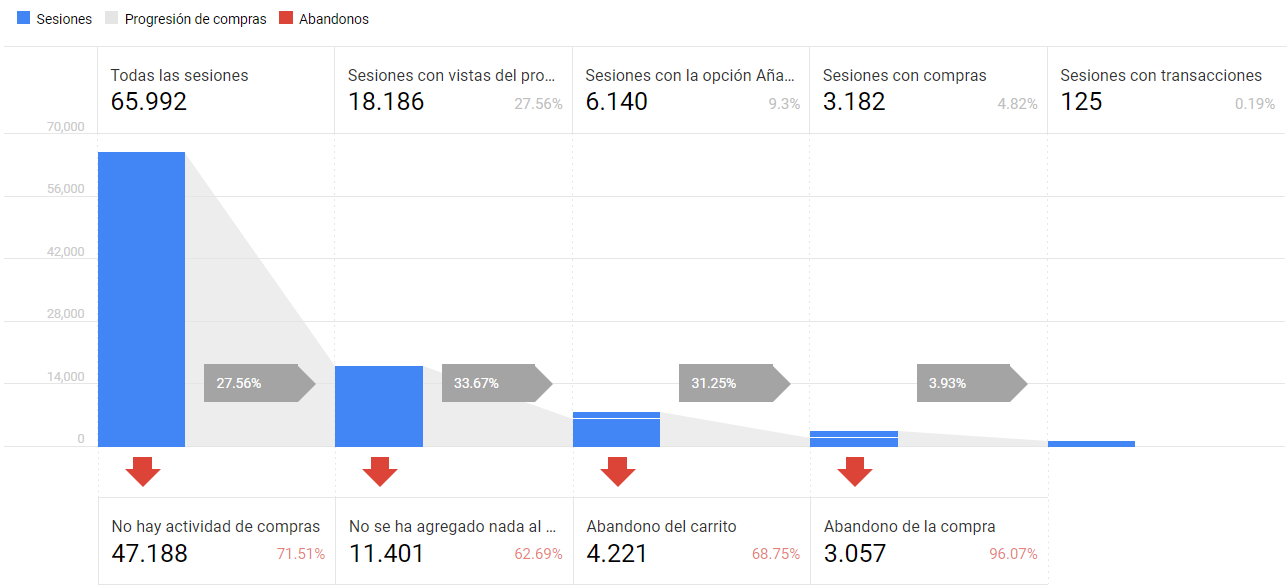 Sesiones Progresión de compras Abandonos
Todas las sesiones
65.992
Sesiones con vistas del pro...
18.186 27.56%
Sesiones con la opción Aña...
6.140 9.3%
Sesiones con compras
3.182 4.82%
Sesiones con transacciones
125 0.19%
70,000
56,000
42,000
28,000
14,000
0
27.56%
33.67%
31.25%
3.93%
No hay actividad de compras
47.188 71.51%
No se ha agregado nada al ...
11.401 62.69%
Abandono del carrito
4.221 68.75%
Abandono de la compra
3.057 96.07%